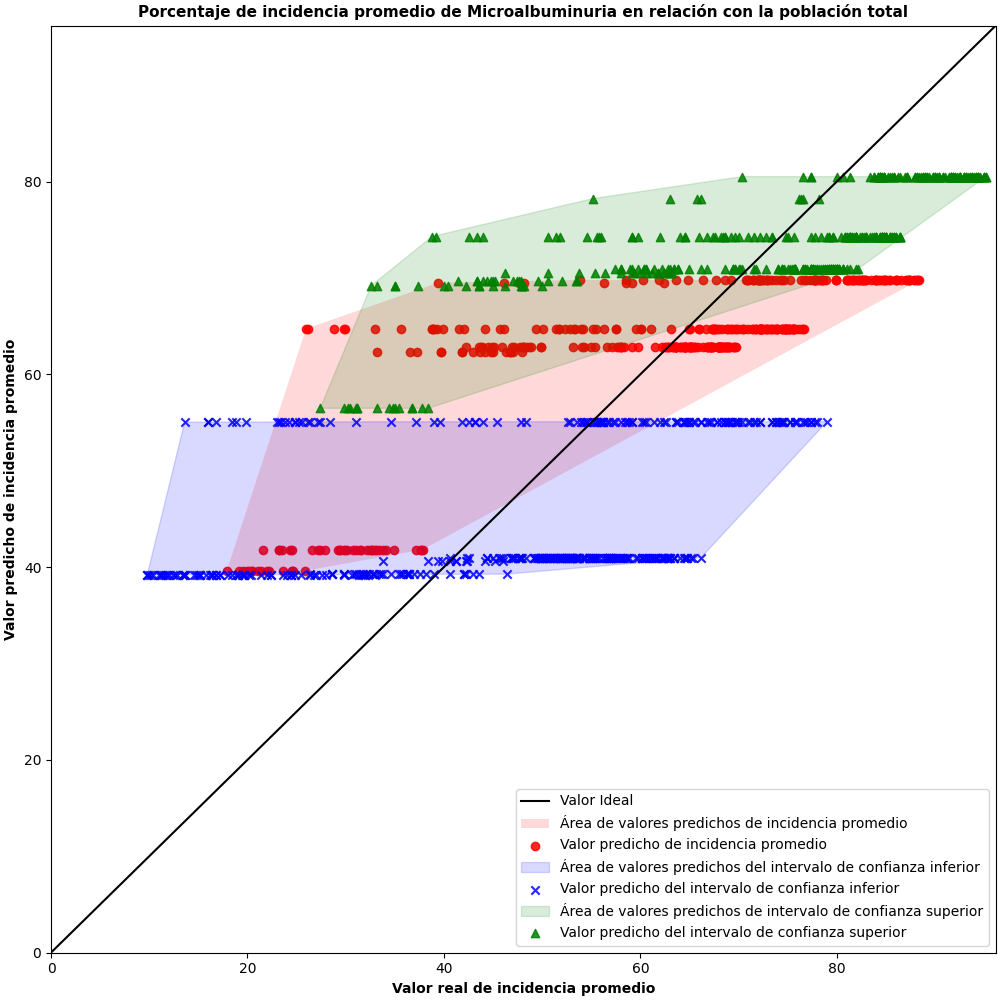 Porcentaje de incidencia promedio de Microalbuminuria en relación con la población total
Valor predicho de incidencia promedio
80
60
40
20
0
0 20 40 60 80
Valor real de incidencia promedio
Valor Ideal
Área de valores predichos de incidencia promedio
Valor predicho de incidencia promedio
Área de valores predichos del intervalo de confianza inferior
Valor predicho del intervalo de confianza inferior
Área de valores predichos de intervalo de confianza superior
Valor predicho del intervalo de confianza superior